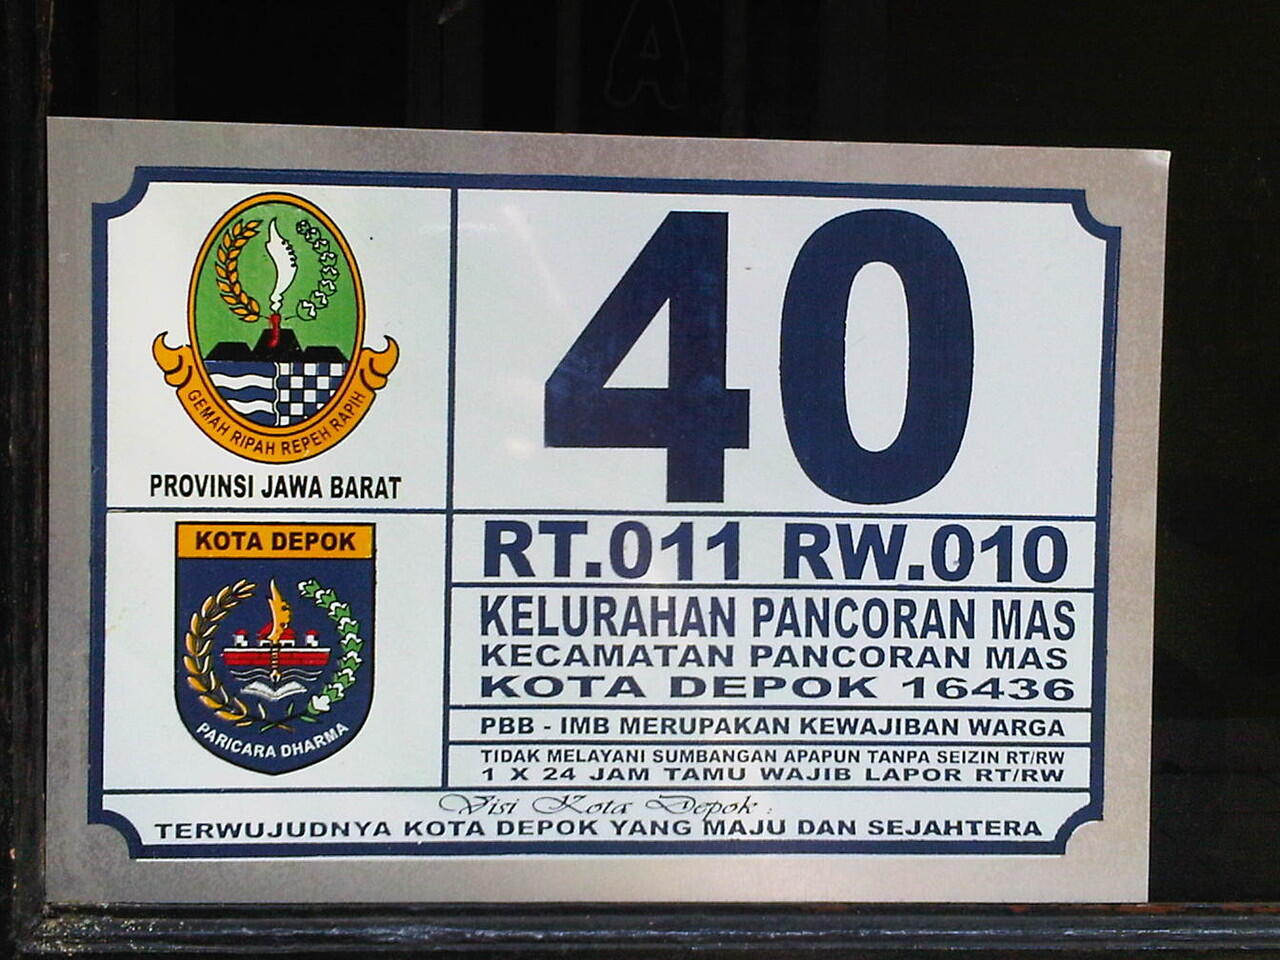 A
GEMAH RIPAH REPEH RAPIH
PROVINSI JAWA BARAT
KOTA DEPOK
PARICARA DHARMA
40
RT.011 RW.010
KELURAHAN PANCORAN MAS
KECAMATAN PANCORAN MAS
KOTA DEPOK 16436
PBB - IMB MERUPAKAN KEWAJIBAN WARGA
TIDAK MELAYANI SUMBANGAN APAPUN TANPA SEIZIN RT/RW
1 X 24 JAM TAMU WAJIB LAPOR RT/RW
Visi Kota Depok :
TERWUJUDNYA KOTA DEPOK YANG MAJU DAN SEJAHTERA